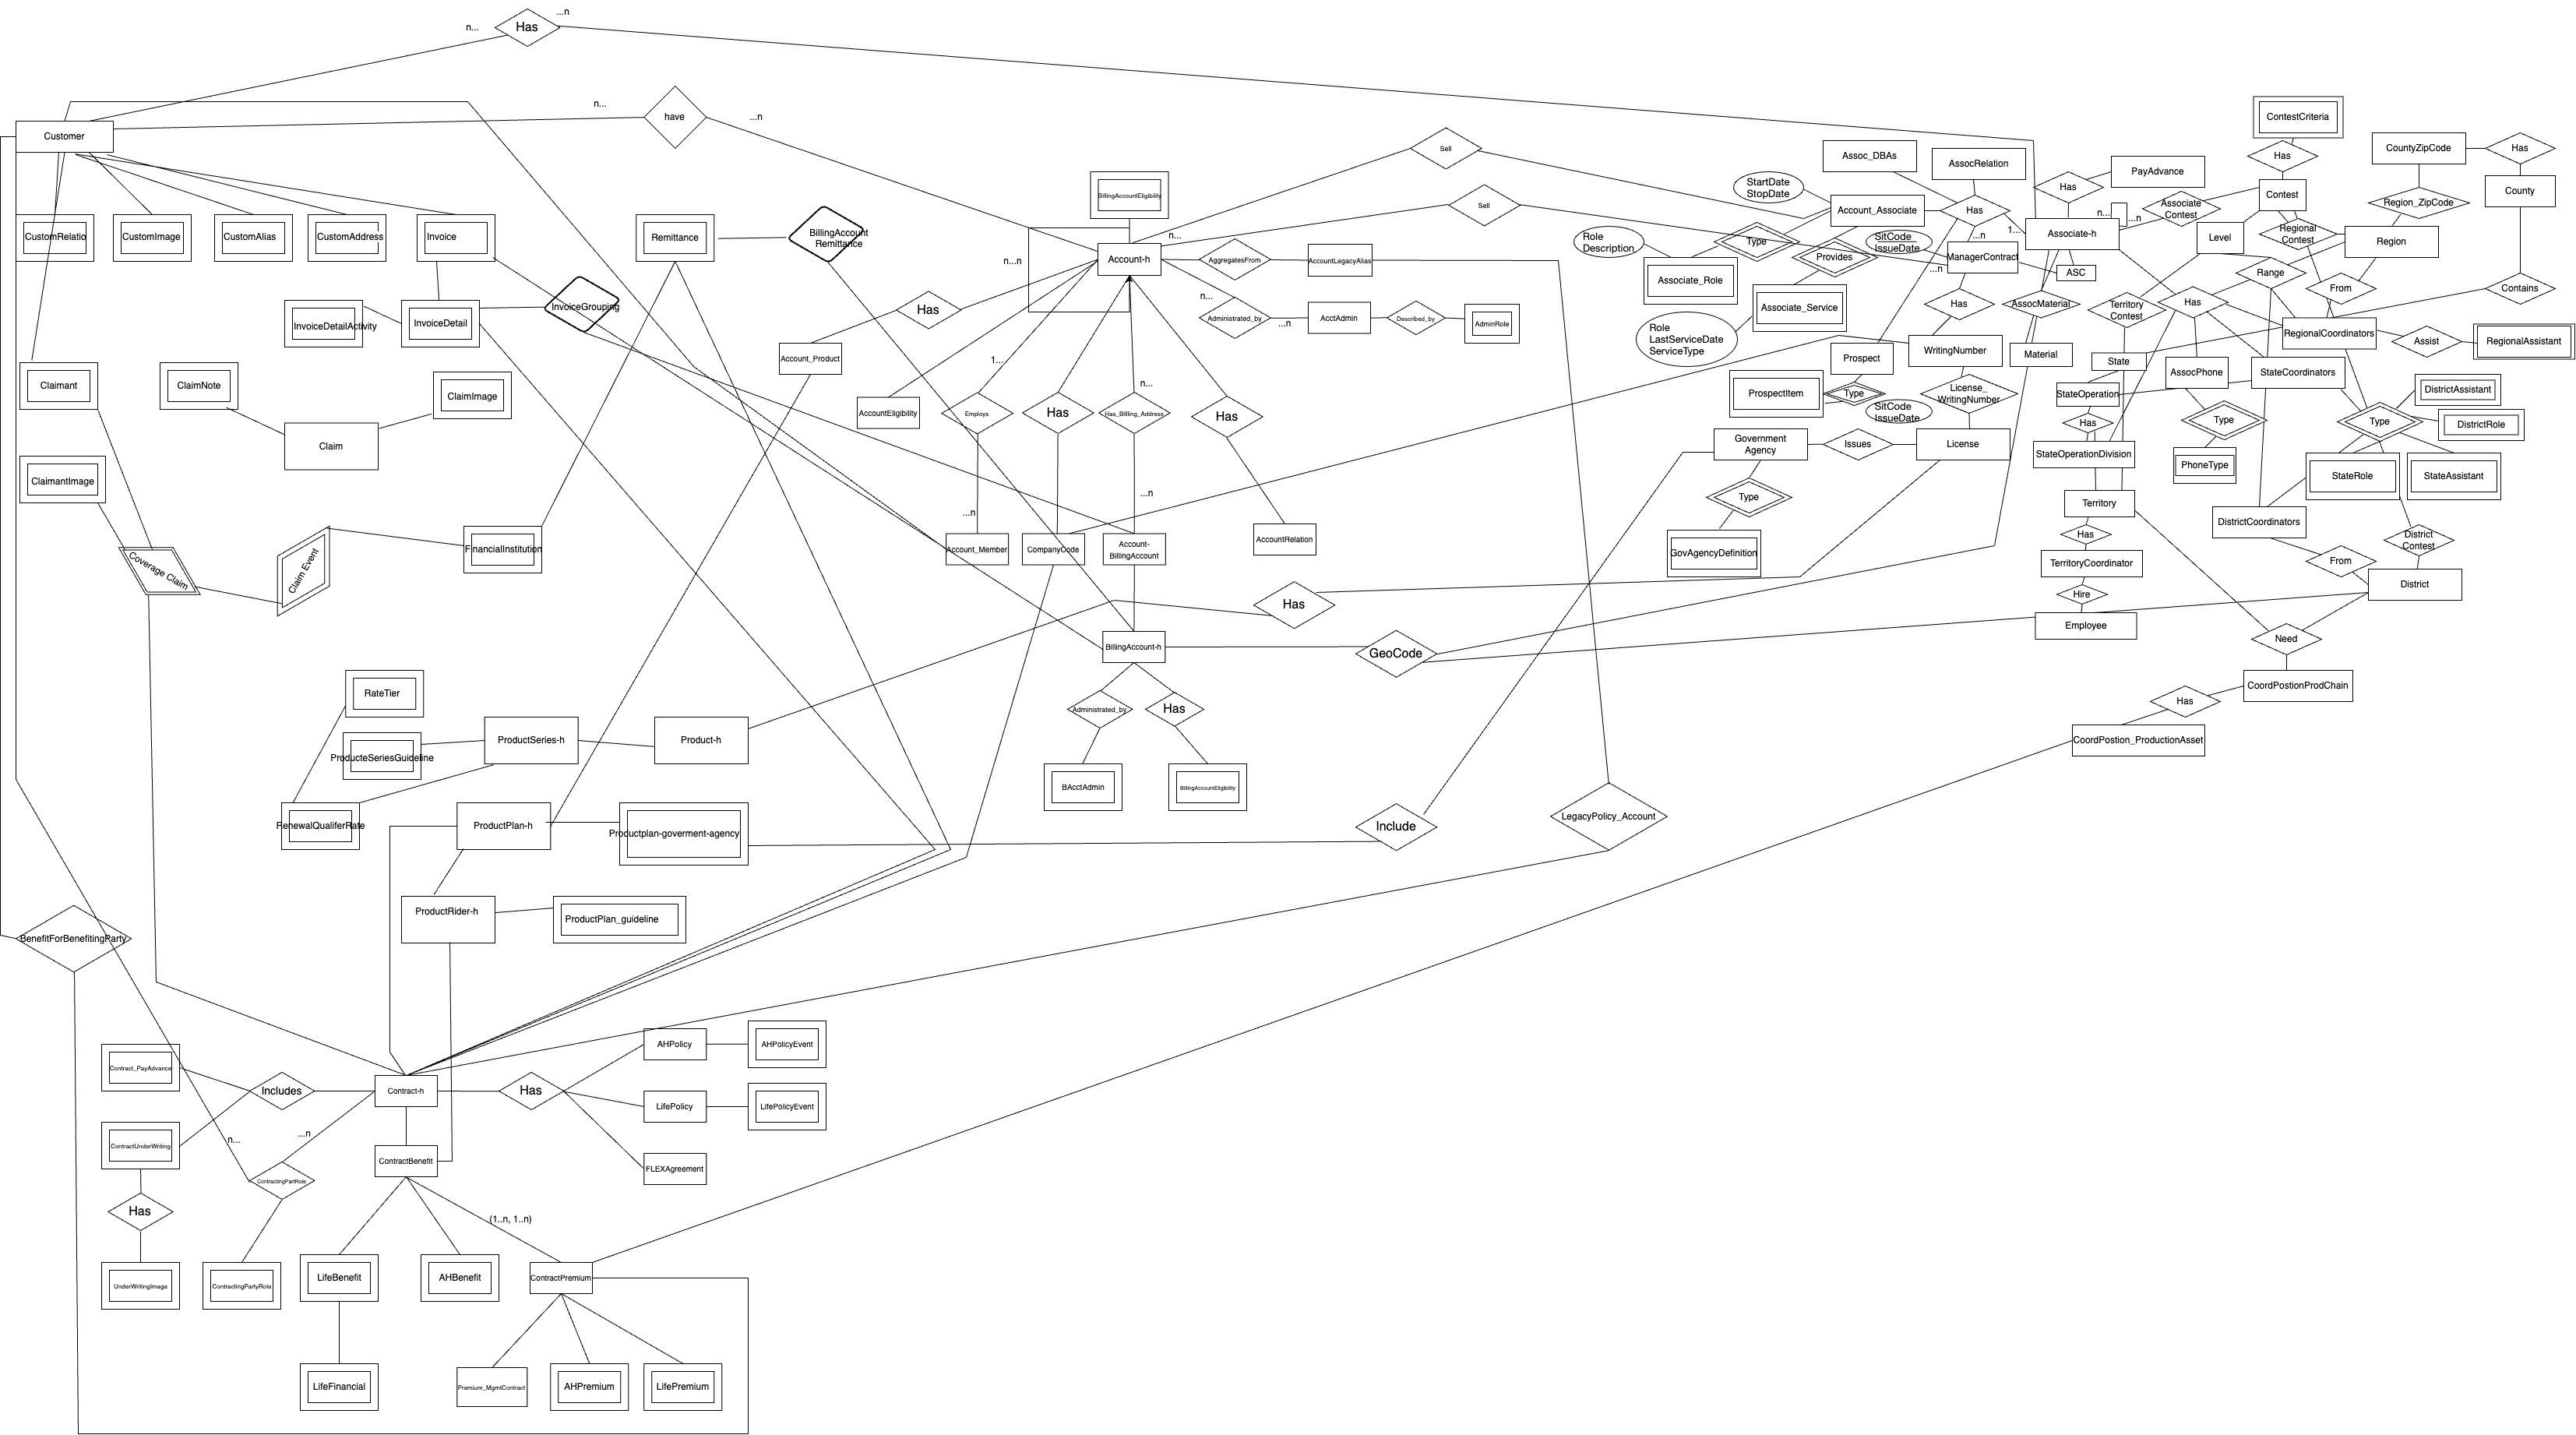 Has
...n
n...
n...
have
...n
Customer
CustomRelatio
CustomImage
CustomAlias
CustomAddress
Invoice
Remittance
BillingAccount
Remittance
InvoiceDetailActivity
InvoiceDetail
InvoiceGrouping
Claimant
ClaimNote
ClaimImage
Claim
ClaimantImage
Coverage Claim
Claim Event
FinancialInstitution
BillingAccountEligibility
Account-h
n...n
n...
Sell
Sell
AggregatesFrom
AccountLegacyAlias
n...
Administrated_by
...n
AcctAdmin
Described_by
AdminRole
Has
Account_Product
AccountEligibility
1...
Employs
Has
n...
Has_Billing_Address
Has
...n
...n
Account_Member
CompanyCode
Account-
BillingAccount
AccountRelation
Has
BillingAccount-h
GeoCode
Administrated_by
Has
BAcctAdmin
BillingAccountEligibility
Include
LegacyPolicy_Account
RateTier
ProducteSeriesGuideline
ProductSeries-h
Product-h
RenewalQualiferRate
ProductPlan-h
Productplan-goverment-agency
ProductRider-h
ProductPlan_guideline
BenefitForBenefitingParty
Contract_PayAdvance
Includes
Contract-h
Has
AHPolicy
AHPolicyEvent
LifePolicy
LifePolicyEvent
FLEXAgreement
ContractUnderWriting
n...
...n
ContractingPartRole
ContractBenefit
Has
(1..n, 1..n)
UnderWritingImage
ContractingPartyRole
LifeBenefit
AHBenefit
ContractPremium
LifeFinancial
Premium_MgmtContract
AHPremium
LifePremium
Assoc_DBAs
AssocRelation
StartDate
StopDate
Account_Associate
Has
Has
PayAdvance
Associate
Contest
n...
...n
1...
Associate-h
ASC
Role
Description
Type
Provides
SitCode
IssueDate
...n
...n
ManagerContract
Associate_Role
Associate_Service
Has
AssocMaterial
Role
LastServiceDate
ServiceType
Prospect
WritingNumber
Material
ProspectItem
Type
SitCode
IssueDate
License_
WritingNumber
Government
Agency
Issues
License
Type
GovAgencyDefinition
ContestCriteria
Has
Contest
CountyZipCode
Has
County
Region_ZipCode
Level
Regional
Contest
Region
Range
From
Contains
Territory
Contest
Has
RegionalCoordinators
Assist
RegionalAssistant
State
StateOperation
AssocPhone
StateCoordinators
DistrictAssistant
Has
Type
Type
DistrictRole
StateOperationDivision
PhoneType
StateRole
StateAssistant
Territory
DistrictCoordinators
Has
District
Contest
TerritoryCoordinator
From
District
Hire
Employee
Need
CoordPostionProdChain
Has
CoordPostion_ProductionAsset